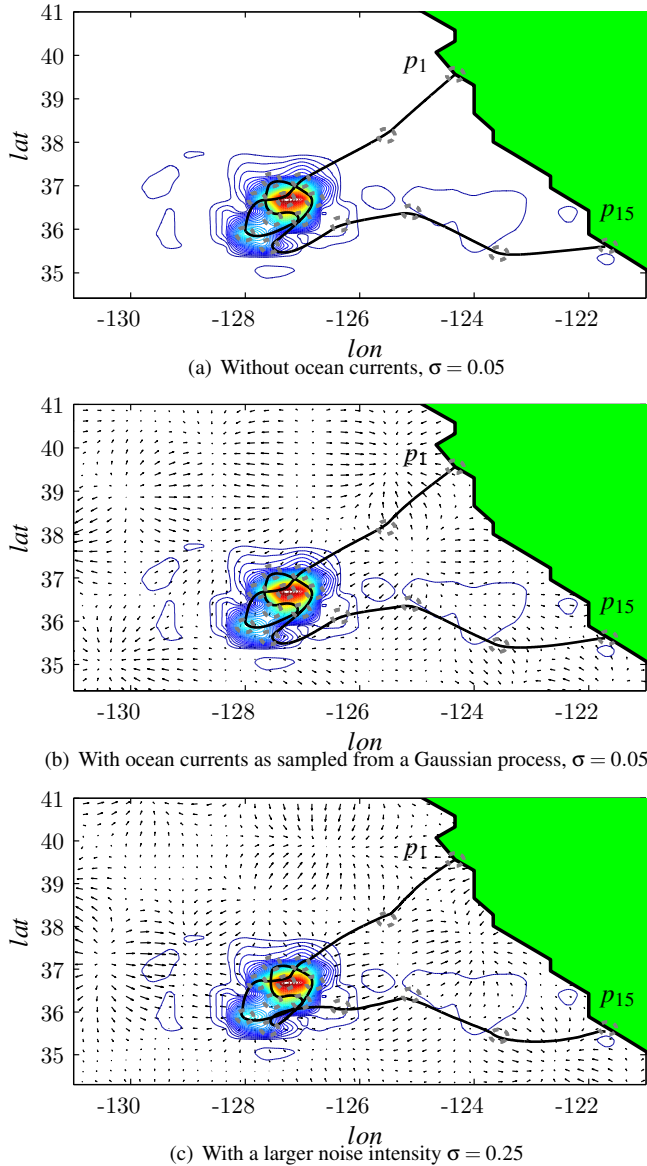 41
40
39
38
37
36
35
lat
p1
p15
-130
-128
-126
-124
-122
lon
(a) Without ocean currents, σ = 0.05
41
40
39
38
37
36
35
lat
p1
p15
-130
-128
-126
-124
-122
lon
(b) With ocean currents as sampled from a Gaussian process, σ = 0.05
41
40
39
38
37
36
35
lat
p1
p15
-130
-128
-126
-124
-122
lon
(c) With a larger noise intensity σ = 0.25